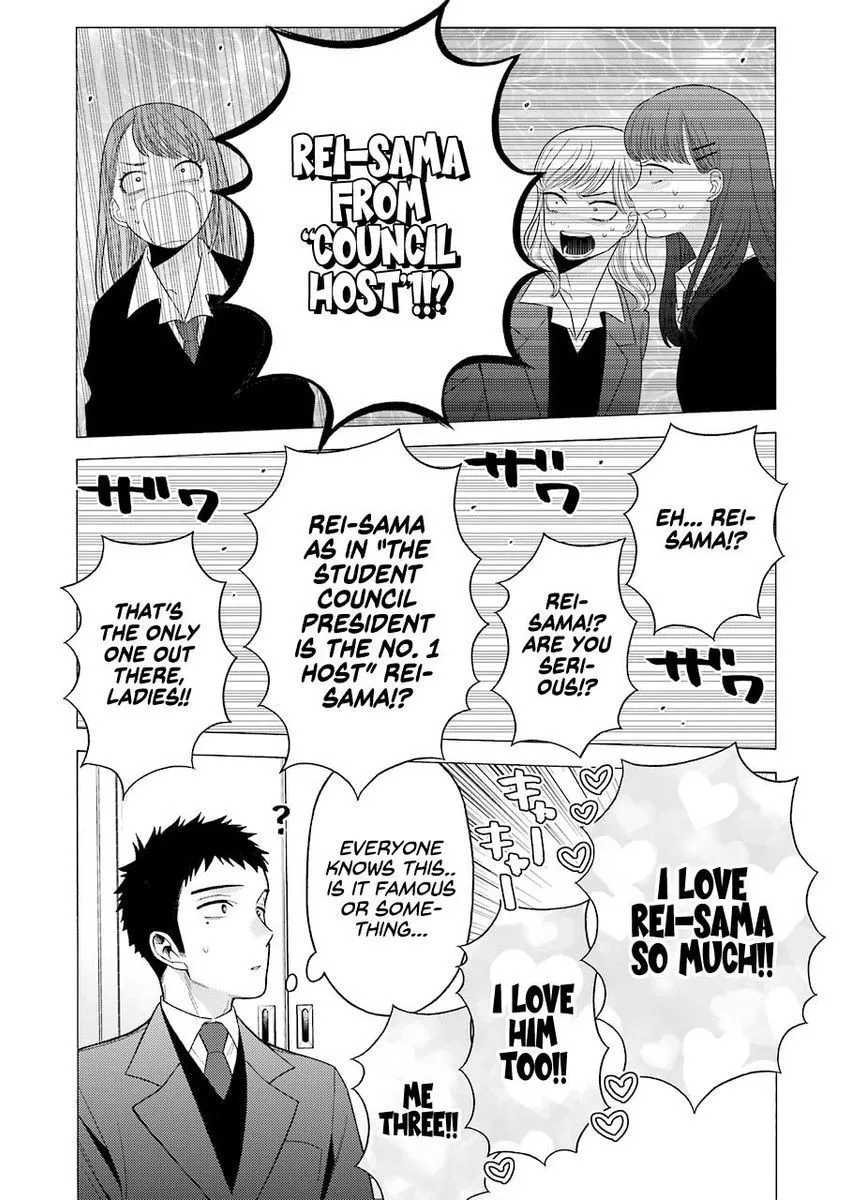 REI-SAMA
FROM
"COUNCIL
HOST"!!?
EH... REI-
SAMA!?
ザワ
REI-
SAMA!?
ARE YOU
SERI-
OUS!?
ザワ
REI-SAMA
AS IN "THE
STUDENT
COUNCIL
PRESIDENT
IS THE NO. 1
HOST" REI-
SAMA!?
ザワ
THAT'S
THE ONLY
ONE OUT
THERE,
LADIES!!
I LOVE
REI-SAMA
SO MUCH!!
キャー
キャー
I LOVE
HIM
TOO!!
ME
THREE!!
EVERYONE
KNOWS THIS..
IS IT FAMOUS
OR SOME-
THING...
?